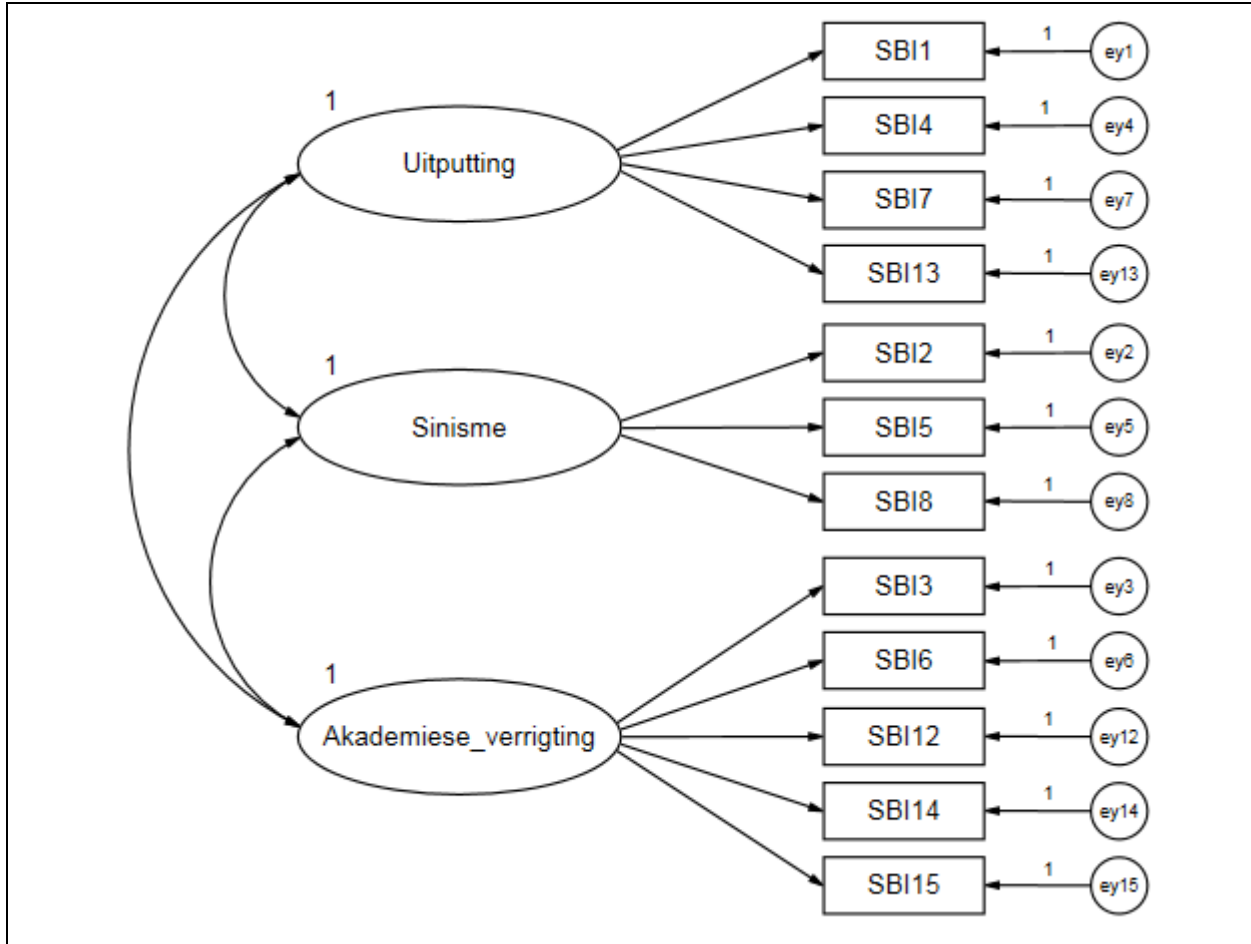 SBI1
1
ey1
1
Uitputting
SBI4
1
ey4
SBI7
1
ey7
SBI13
1
ey13
1
Sinisme
SBI2
1
ey2
SBI5
1
ey5
SBI8
1
ey8
SBI3
1
ey3
1
Akademiese_verrigting
SBI6
1
ey6
SBI12
1
ey12
SBI14
1
ey14
SBI15
1
ey15